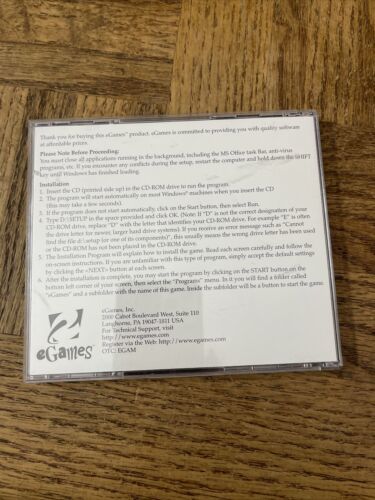 Thank you for buying this eGames™ product. eGames is committed to providing you with quality software
at affordable prices.
Please Note Before Proceeding:
You must close all applications running in the background, including the MS Office task Bar, anti-virus
programs, etc. If you encounter any conflicts during the setup, restart the computer and hold down the SHIFT
key until Windows has finished loading.
Installation
1. Insert the CD (printed side up) in the CD-ROM drive to run the program.
2. The program will start automatically on most Windows® machines when you insert the CD
(this may take a few seconds).
3. If the program does not start automatically, click on the Start button, then select Run.
4. Type D:\SETUP in the space provided and click OK. (Note: If "D" is not the correct designation of your
CD-ROM drive, replace "D" with the letter that identifies your CD-ROM drive. For example "E" is often
the drive letter for newer, larger hard drive systems). If you receive an error message such as "Cannot
find the file d:\setup (or one of its components)", this usually means the wrong drive letter has been used
or the CD-ROM has not been placed in the CD-ROM drive.
5. The Installation Program will explain how to install the game. Read each screen carefully and follow the
on-screen instructions. If you are unfamiliar with this type of program, simply accept the default settings
by clicking the «NEXT» button at each screen.
6. After the installation is complete, you may start the program by clicking on the START button on the
bottom left corner of your screen, then select the "Programs" menu. In it you will find a folder called
"eGames" and a subfolder with the name of this game. Inside the subfolder will be a button to start the game.
eGames™
eGames, Inc.
2000 Cabot Boulevard West, Suite 110
Langhorne, PA 19047-1811 USA
For Technical Support, visit
http://www.egames.com
Register via the Web: http://www.egames.com
OTC: EGAM